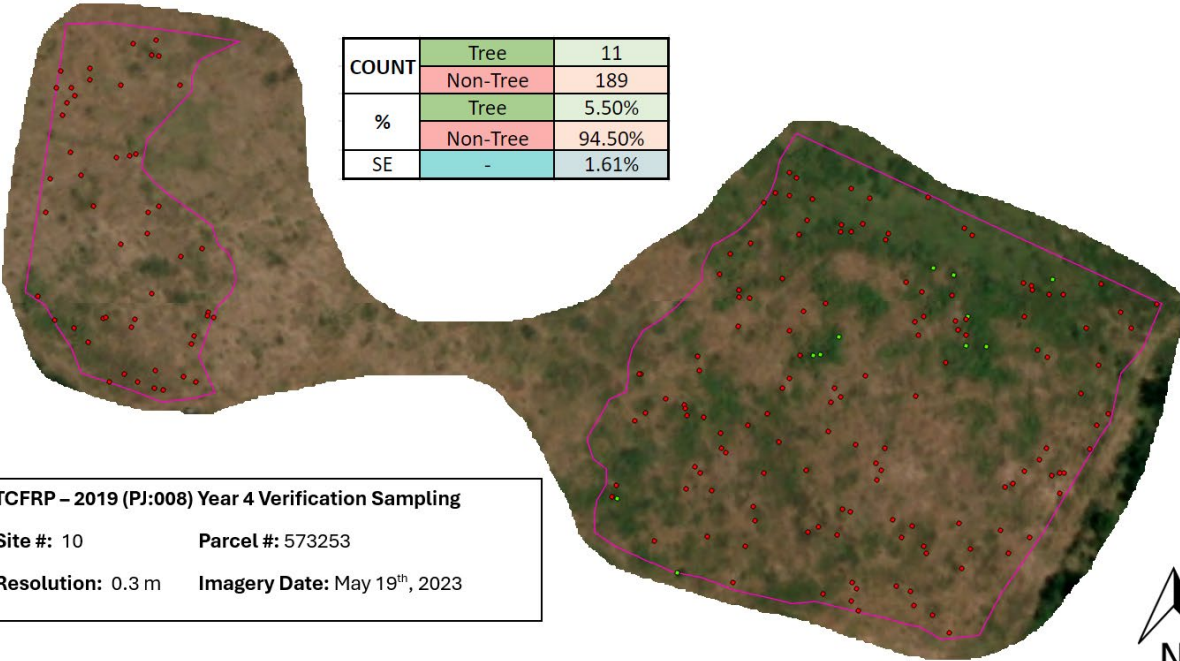 COUNT Tree 11
Non-Tree 189
% Tree 5.50%
Non-Tree 94.50%
SE - 1.61%
TCFRP – 2019 (PJ:008) Year 4 Verification Sampling
Site #: 10 Parcel #: 573253
Resolution: 0.3 m Imagery Date: May 19th, 2023
N